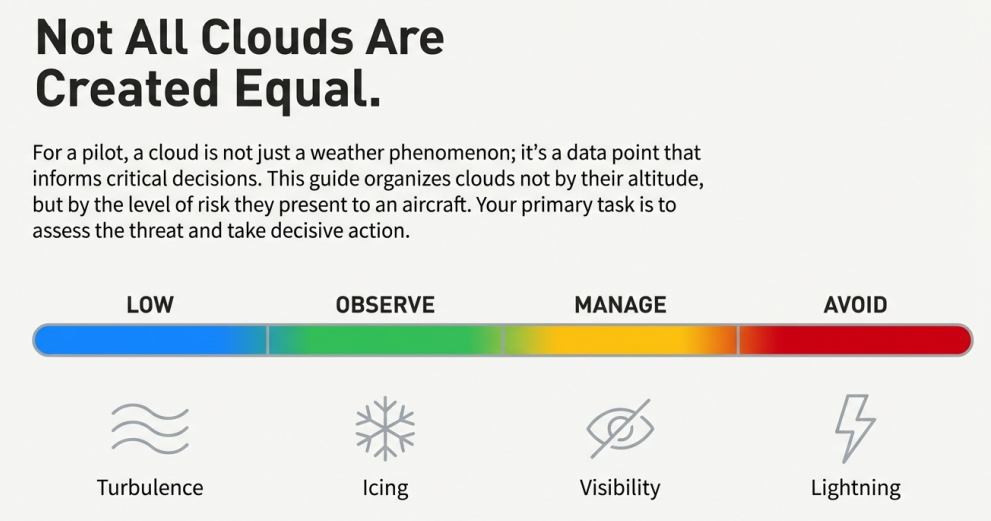 Not All Clouds Are
Created Equal.
For a pilot, a cloud is not just a weather phenomenon; it's a data point that
informs critical decisions. This guide organizes clouds not by their altitude,
but by the level of risk they present to an aircraft. Your primary task is to
assess the threat and take decisive action.
LOW OBSERVE MANAGE AVOID
Turbulence Icing Visibility Lightning